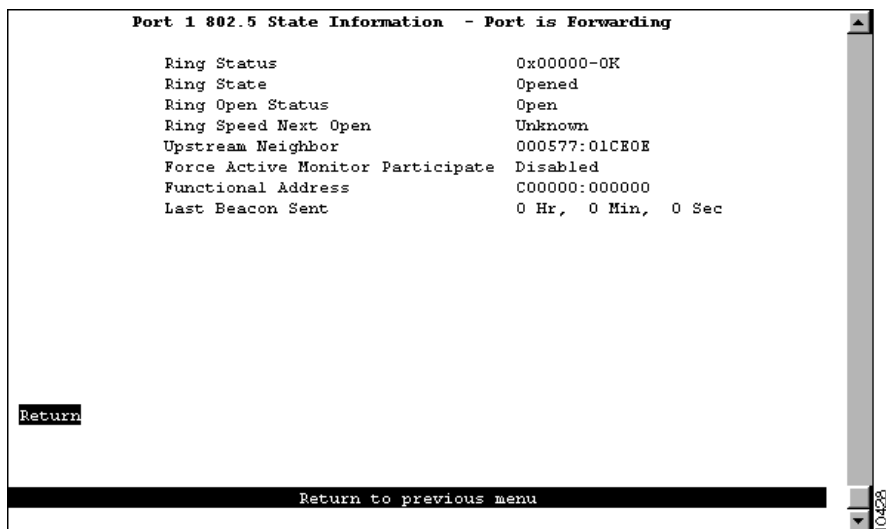 Port 1 802.5 State Information - Port is Forwarding
Ring Status 0x00000-OK
Ring State Opened
Ring Open Status Open
Ring Speed Next Open Unknown
Upstream Neighbor 000577:01CE0E
Force Active Monitor Participate Disabled
Functional Address C00000:000000
Last Beacon Sent 0 Hr, 0 Min, 0 Sec
Return
Return to previous menu